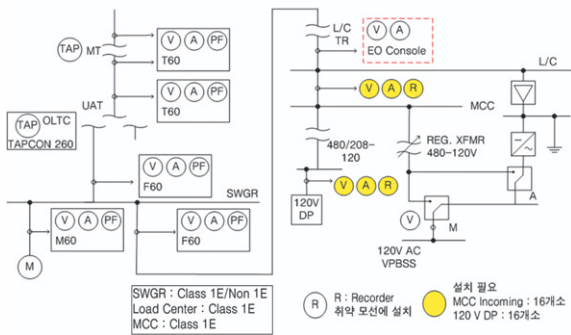 TAP MT
V A PF
T60
V A PF
T60
UAT
TAP OLTC
TAPCON 260
V A PF
F60
SWGR
V A PF
M60
V A PF
F60
M
SWGR : Class 1E/Non 1E
Load Center : Class 1E
MCC : Class 1E
L/C
TR
V A
EO Console
L/C
V A R
MCC
480/208-
120
REG. XFMR
480-120V
V A R
120V
DP
A
V
M
120V AC
VPBSS
R R : Recorder
취약 모선에 설치
설치 필요
MCC Incoming : 16개소
120 V DP : 16개소